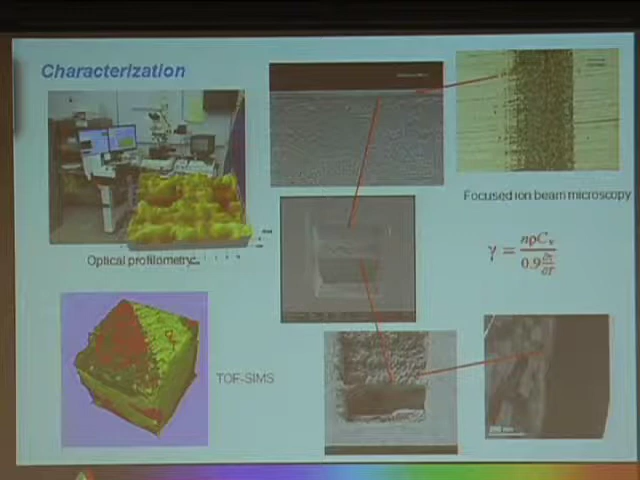 Characterization
Focused ion beam microscopy
Optical profilometry
TOF-SIMS